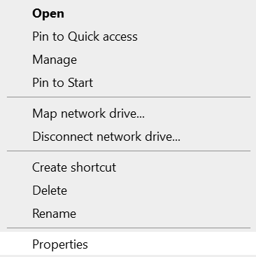 Open
Pin to Quick access
Manage
Pin to Start
Map network drive...
Disconnect network drive...
Create shortcut
Delete
Rename
Properties